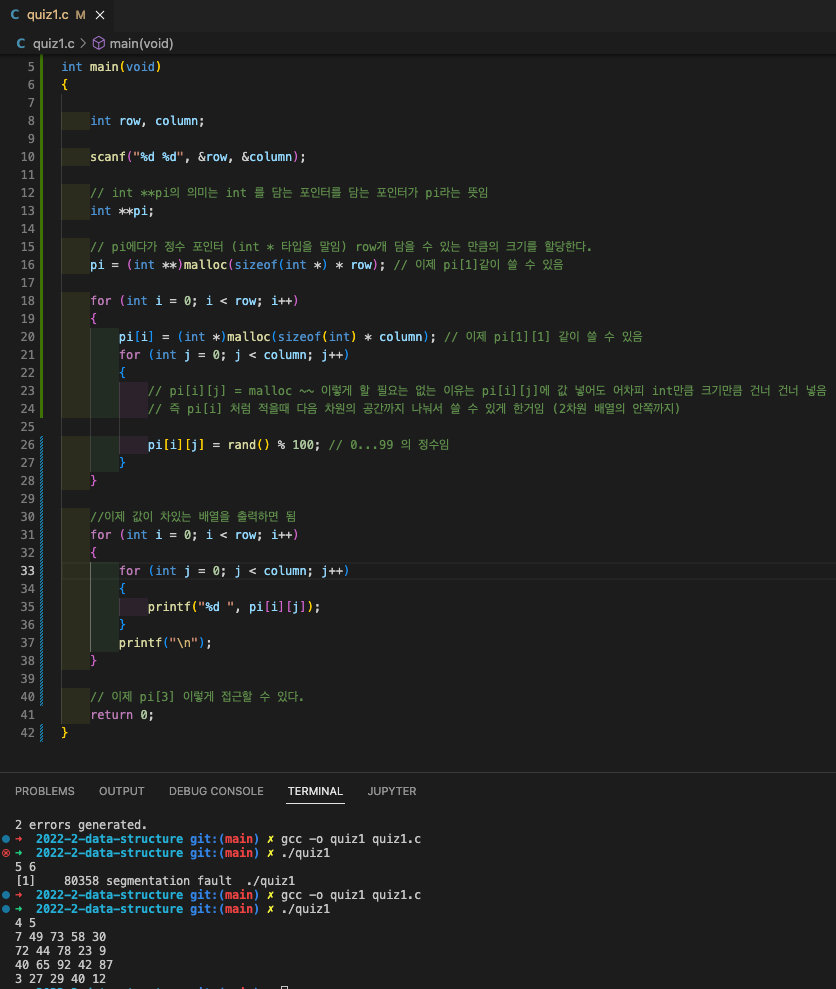 C quiz1.c M ×
C quiz1.c > main(void)
5 int main(void)
6 {
7
8 int row, column;
9
10 scanf("%d %d", &row, &column);
11
12 // int **pi의 의미는 int 를 담는 포인터를 담는 포인터가 pi라는 뜻임
13 int **pi;
14
15 // pi에다가 정수 포인터 (int * 타입을 말임) row개 담을 수 있는 만큼의 크기를 할당한다.
16 pi = (int **)malloc(sizeof(int *) * row); // 이제 pi[1]같이 쓸 수 있음
17
18 for (int i = 0; i < row; i++)
19 {
20 pi[i] = (int *)malloc(sizeof(int) * column); // 이제 pi[1][1] 같이 쓸 수 있음
21 for (int j = 0; j < column; j++)
22 {
23 // pi[i][j] = malloc ~~ 이렇게 할 필요는 없는 이유는 pi[i][j]에 값 넣어도 어차피 int만큼 크기만큼 건너 건너 넣음
24 // 즉 pi[i] 처럼 적을때 다음 차원의 공간까지 나눠서 쓸 수 있게 한거임 (2차원 배열의 안쪽까지)
25
26 pi[i][j] = rand() % 100; // 0...99 의 정수임
27 }
28 }
29
30 //이제 값이 차있는 배열을 출력하면 됨
31 for (int i = 0; i < row; i++)
32 {
33 for (int j = 0; j < column; j++)
34 {
35 printf("%d ", pi[i][j]);
36 }
37 printf("\n");
38 }
39
40 // 이제 pi[3] 이렇게 접근할 수 있다.
41 return 0;
42 }
PROBLEMS OUTPUT DEBUG CONSOLE TERMINAL JUPYTER
2 errors generated.
➜ 2022-2-data-structure git:(main) ✗ gcc -o quiz1 quiz1.c
➜ 2022-2-data-structure git:(main) ✗ ./quiz1
5 6
[1] 80358 segmentation fault ./quiz1
➜ 2022-2-data-structure git:(main) ✗ gcc -o quiz1 quiz1.c
➜ 2022-2-data-structure git:(main) ✗ ./quiz1
4 5
7 49 73 58 30
72 44 78 23 9
40 65 92 42 87
3 27 29 40 12